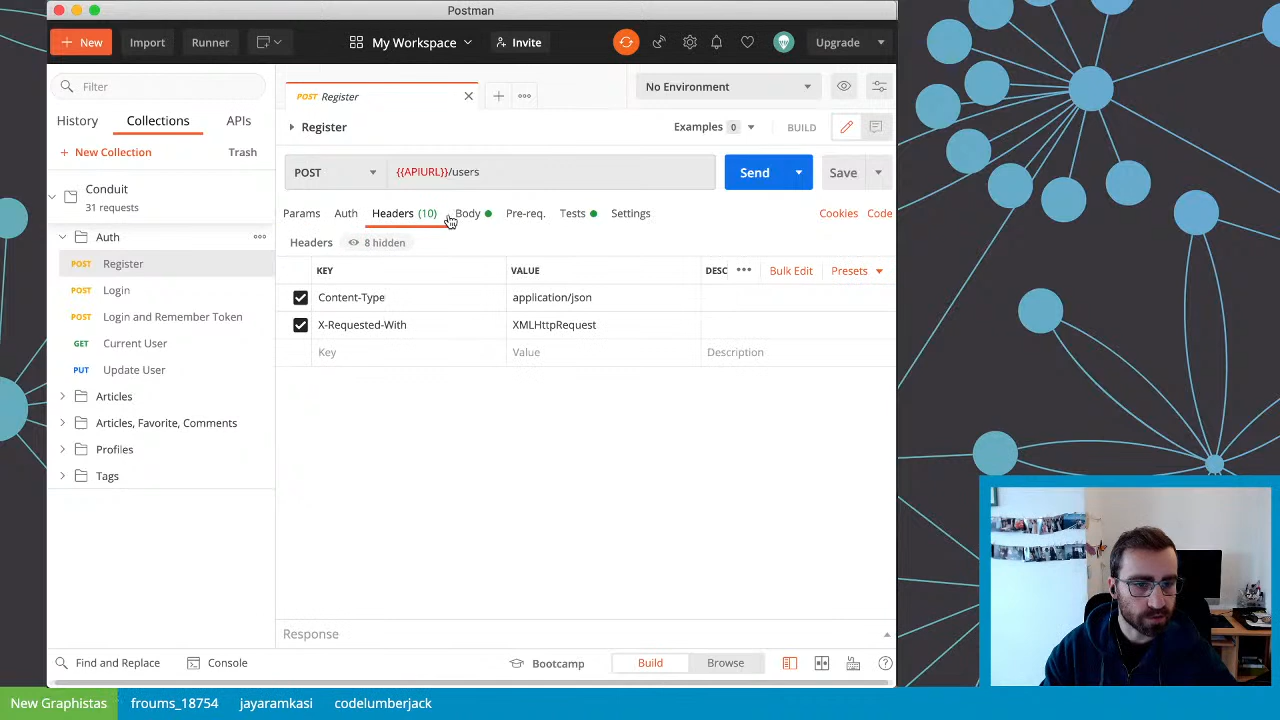 Postman
+ New
Import
Runner
My Workspace
Invite
Upgrade
Filter
History
Collections
APIs
+ New Collection
Trash
Conduit
31 requests
Auth
POST Register
POST Login
POST Login and Remember Token
GET Current User
PUT Update User
Articles
Articles, Favorite, Comments
Profiles
Tags
POST Register
No Environment
Register
Examples 0
BUILD
POST
{{APIURL}}/users
Send
Save
Params
Auth
Headers (10)
Body
Pre-req.
Tests
Settings
Cookies
Code
Headers
8 hidden
KEY
VALUE
DESC
Bulk Edit
Presets
Content-Type
application/json
X-Requested-With
XMLHttpRequest
Key
Value
Description
Response
Find and Replace
Console
Bootcamp
Build
Browse
New Graphistas
froums_18754
jayaramkasi
codelumberjack